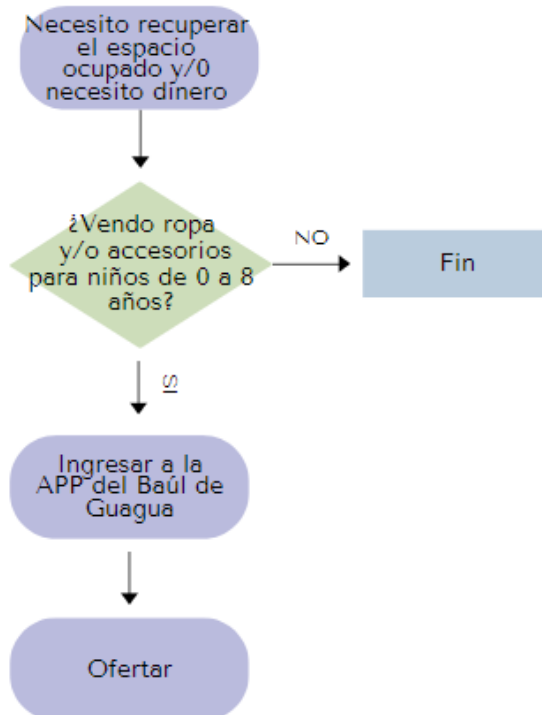 Necesito recuperar
el espacio
ocupado y/0
necesito dinero
¿Vendo ropa
y/o accesorios
para niños de 0 a 8
años?
NO
Fin
SI
Ingresar a la
APP del Baúl de
Guagua
Ofertar